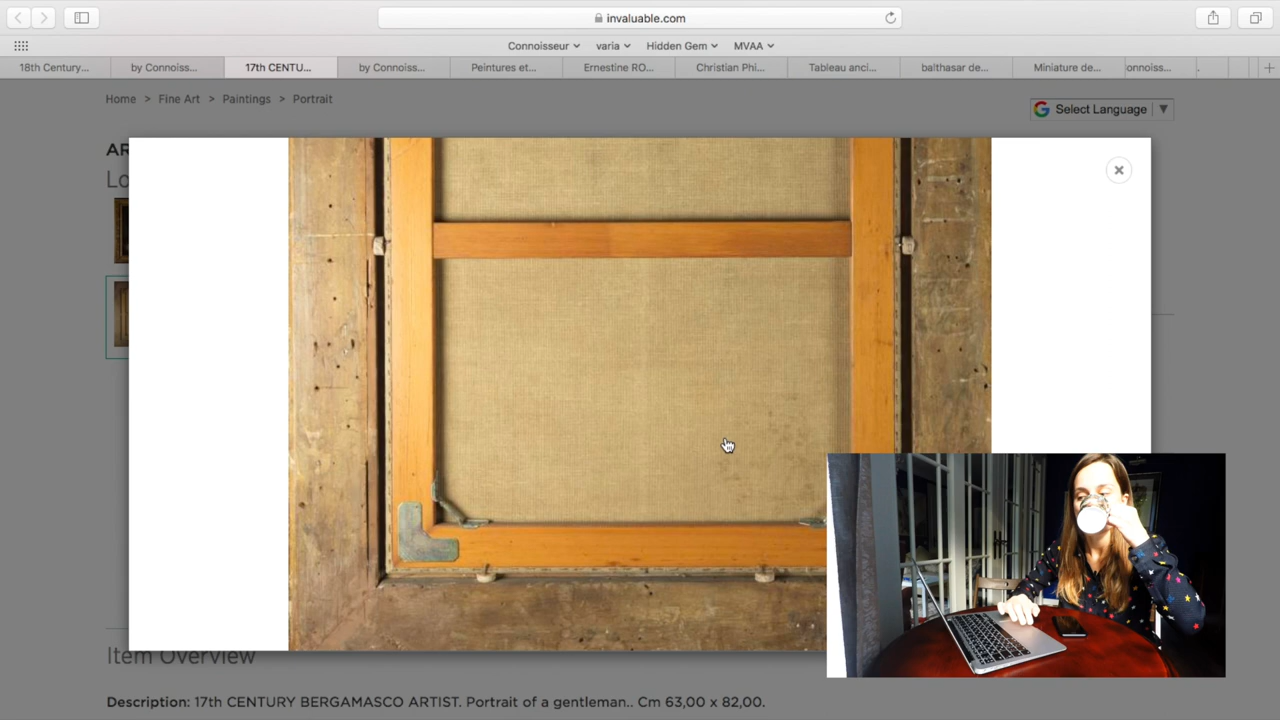 invaluable.com
Connoisseur varia Hidden Gem MVAA
18th Century... by Connoiss... 17th CENTU... by Connoiss... Peintures et... Ernestine RO... Christian Phi... Tableau anci... balthasar de... Miniature de... onnoiss... .
Home > Fine Art > Paintings > Portrait
G Select Language
AR
Lo
Item Overview
Description: 17th CENTURY BERGAMASCO ARTIST. Portrait of a gentleman.. Cm 63,00 x 82,00.